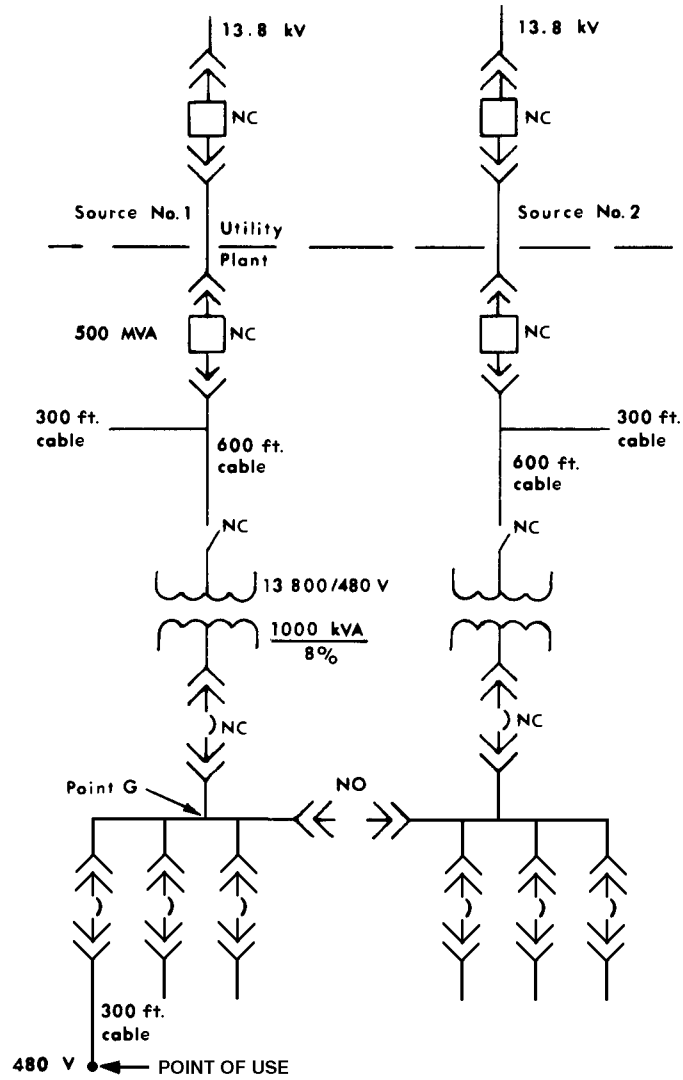 13.8 kV
13.8 kV
NC
NC
Source No.1
Utility
Source No.2
Plant
500 MVA
NC
NC
300 ft.
cable
600 ft.
cable
300 ft.
cable
600 ft.
cable
NC
NC
13 800/480 V
1000 kVA
8%
NC
NC
Point G
NO
300 ft.
cable
480 V
POINT OF USE